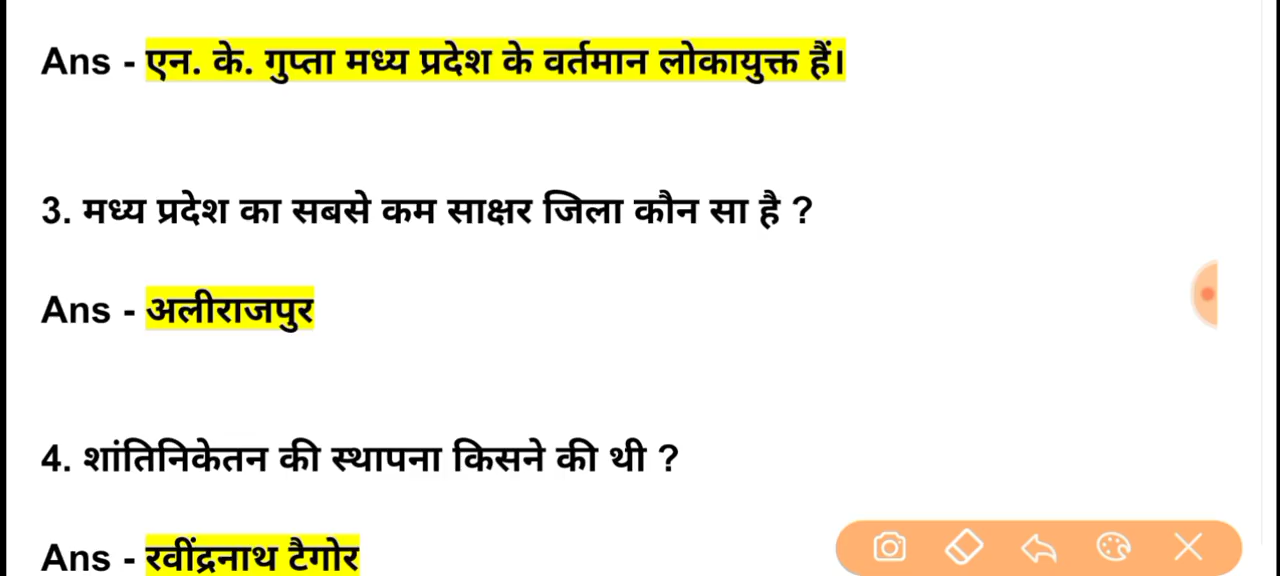 Ans - एन. के. गुप्ता मध्य प्रदेश के वर्तमान लोकायुक्त हैं।
3. मध्य प्रदेश का सबसे कम साक्षर जिला कौन सा है ?
Ans - अलीराजपुर
4. शांतिनिकेतन की स्थापना किसने की थी ?
Ans - रवींद्रनाथ टैगोर